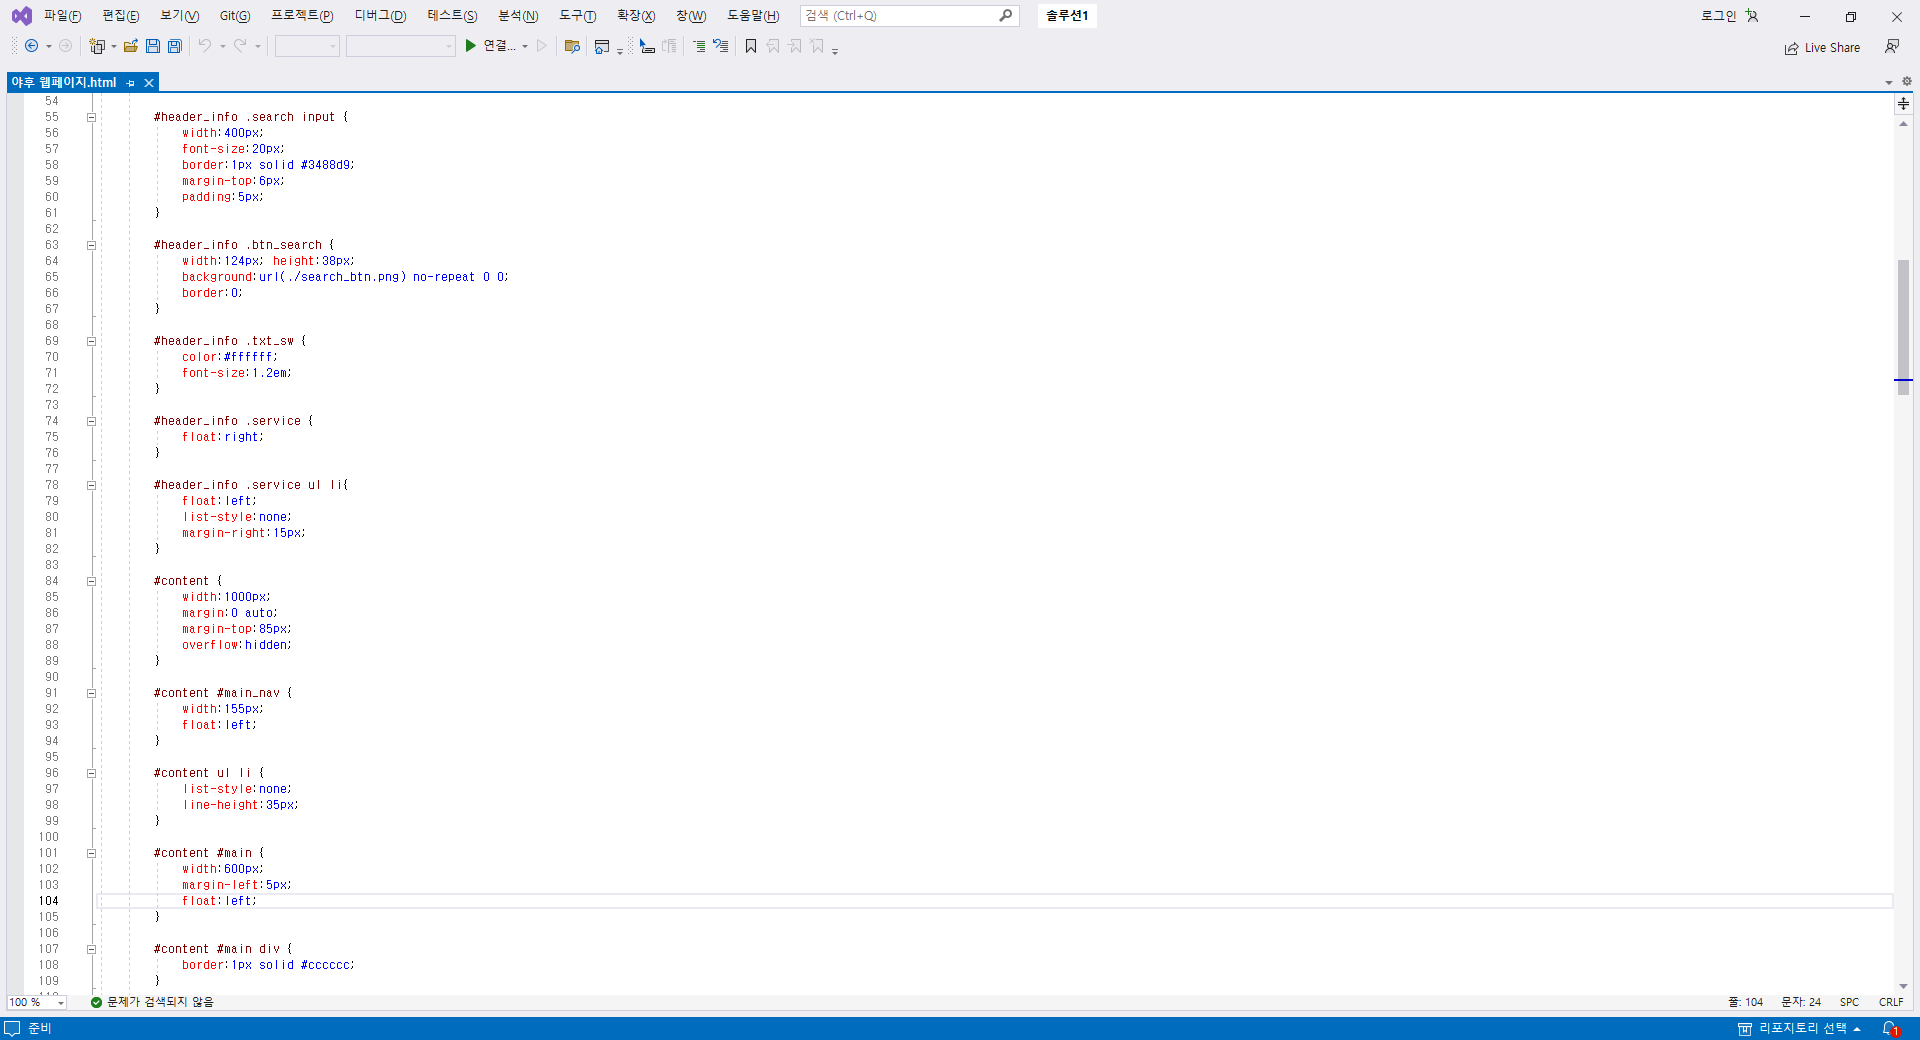 파일(F) 편집(E) 보기(V) Git(G) 프로젝트(P) 디버그(D) 테스트(S) 분석(N) 도구(T) 확장(X) 창(W) 도움말(H) 검색 (Ctrl+Q) 솔루션1 로그인
연결... Live Share
야후 웹페이지.html
54
55 #header_info .search input {
56 width:400px;
57 font-size:20px;
58 border:1px solid #3488d9;
59 margin-top:6px;
60 padding:5px;
61 }
62
63 #header_info .btn_search {
64 width:124px; height:38px;
65 background:url(./search_btn.png) no-repeat 0 0;
66 border:0;
67 }
68
69 #header_info .txt_sw {
70 color:#ffffff;
71 font-size:1.2em;
72 }
73
74 #header_info .service {
75 float:right;
76 }
77
78 #header_info .service ul li{
79 float:left;
80 list-style:none;
81 margin-right:15px;
82 }
83
84 #content {
85 width:1000px;
86 margin:0 auto;
87 margin-top:85px;
88 overflow:hidden;
89 }
90
91 #content #main_nav {
92 width:155px;
93 float:left;
94 }
95
96 #content ul li {
97 list-style:none;
98 line-height:35px;
99 }
100
101 #content #main {
102 width:600px;
103 margin-left:5px;
104 float:left;
105 }
106
107 #content #main div {
108 border:1px solid #cccccc;
109 }
100 % 문제가 검색되지 않음 줄: 104 문자: 24 SPC CRLF
준비 리포지토리 선택 1